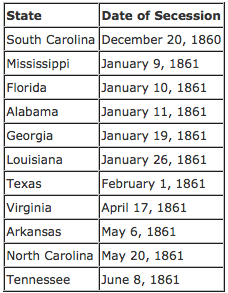 State Date of Secession
South Carolina December 20, 1860
Mississippi January 9, 1861
Florida January 10, 1861
Alabama January 11, 1861
Georgia January 19, 1861
Louisiana January 26, 1861
Texas February 1, 1861
Virginia April 17, 1861
Arkansas May 6, 1861
North Carolina May 20, 1861
Tennessee June 8, 1861